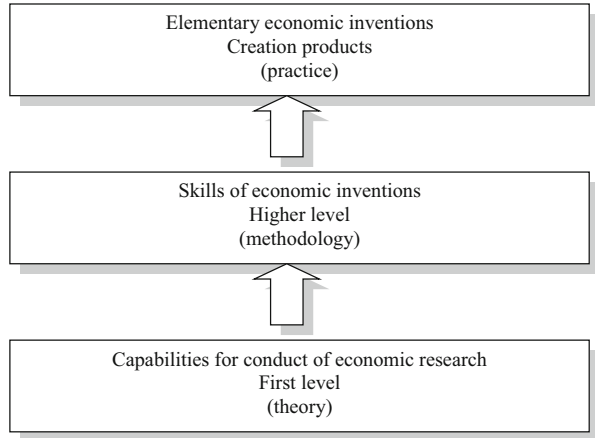 Elementary economic inventions
Creation products
(practice)
Skills of economic inventions
Higher level
(methodology)
Capabilities for conduct of economic research
First level
(theory)